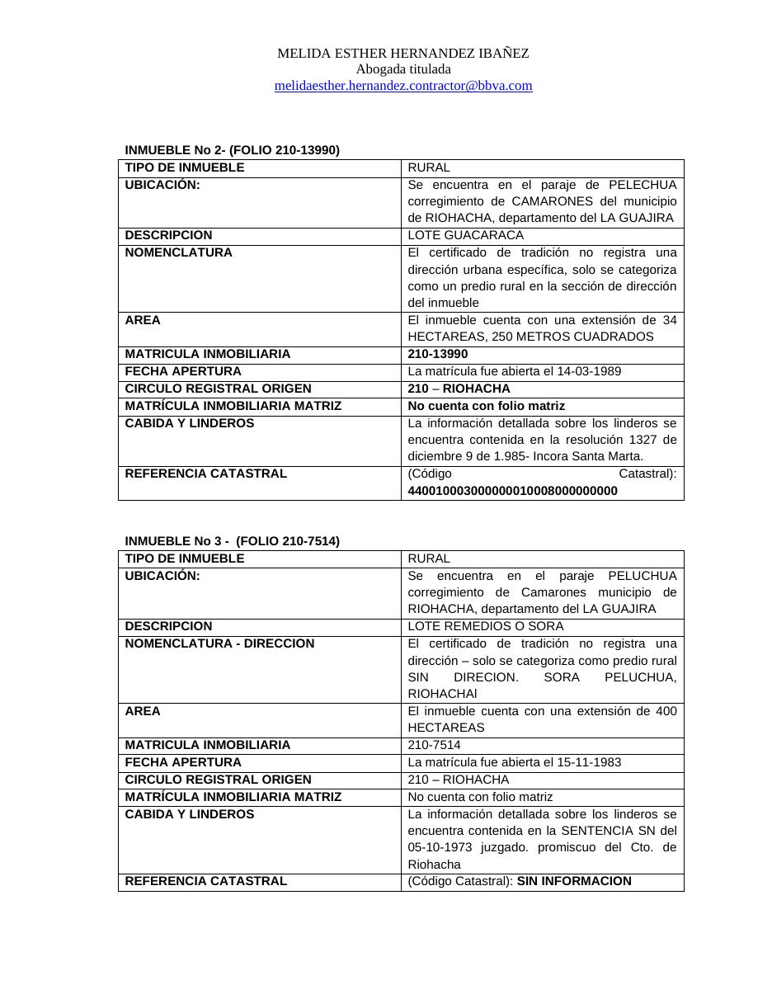 MELIDA ESTHER HERNANDEZ IBAÑEZ
Abogada titulada
melidaesther.hernandez.contractor@bbva.com
INMUEBLE No 2- (FOLIO 210-13990)
TIPO DE INMUEBLE RURAL
UBICACIÓN: Se encuentra en el paraje de PELECHUA
corregimiento de CAMARONES del municipio
de RIOHACHA, departamento del LA GUAJIRA
DESCRIPCION LOTE GUACARACA
NOMENCLATURA El certificado de tradición no registra una
dirección urbana específica, solo se categoriza
como un predio rural en la sección de dirección
del inmueble
AREA El inmueble cuenta con una extensión de 34
HECTAREAS, 250 METROS CUADRADOS
MATRICULA INMOBILIARIA 210-13990
FECHA APERTURA La matrícula fue abierta el 14-03-1989
CIRCULO REGISTRAL ORIGEN 210 – RIOHACHA
MATRÍCULA INMOBILIARIA MATRIZ No cuenta con folio matriz
CABIDA Y LINDEROS La información detallada sobre los linderos se
encuentra contenida en la resolución 1327 de
diciembre 9 de 1.985- Incora Santa Marta.
REFERENCIA CATASTRAL (Código Catastral):
440010003000000010008000000000
INMUEBLE No 3 - (FOLIO 210-7514)
TIPO DE INMUEBLE RURAL
UBICACIÓN: Se encuentra en el paraje PELUCHUA
corregimiento de Camarones municipio de
RIOHACHA, departamento del LA GUAJIRA
DESCRIPCION LOTE REMEDIOS O SORA
NOMENCLATURA - DIRECCION El certificado de tradición no registra una
dirección – solo se categoriza como predio rural
SIN DIRECION. SORA PELUCHUA,
RIOHACHAl
AREA El inmueble cuenta con una extensión de 400
HECTAREAS
MATRICULA INMOBILIARIA 210-7514
FECHA APERTURA La matrícula fue abierta el 15-11-1983
CIRCULO REGISTRAL ORIGEN 210 – RIOHACHA
MATRÍCULA INMOBILIARIA MATRIZ No cuenta con folio matriz
CABIDA Y LINDEROS La información detallada sobre los linderos se
encuentra contenida en la SENTENCIA SN del
05-10-1973 juzgado. promiscuo del Cto. de
Riohacha
REFERENCIA CATASTRAL (Código Catastral): SIN INFORMACION